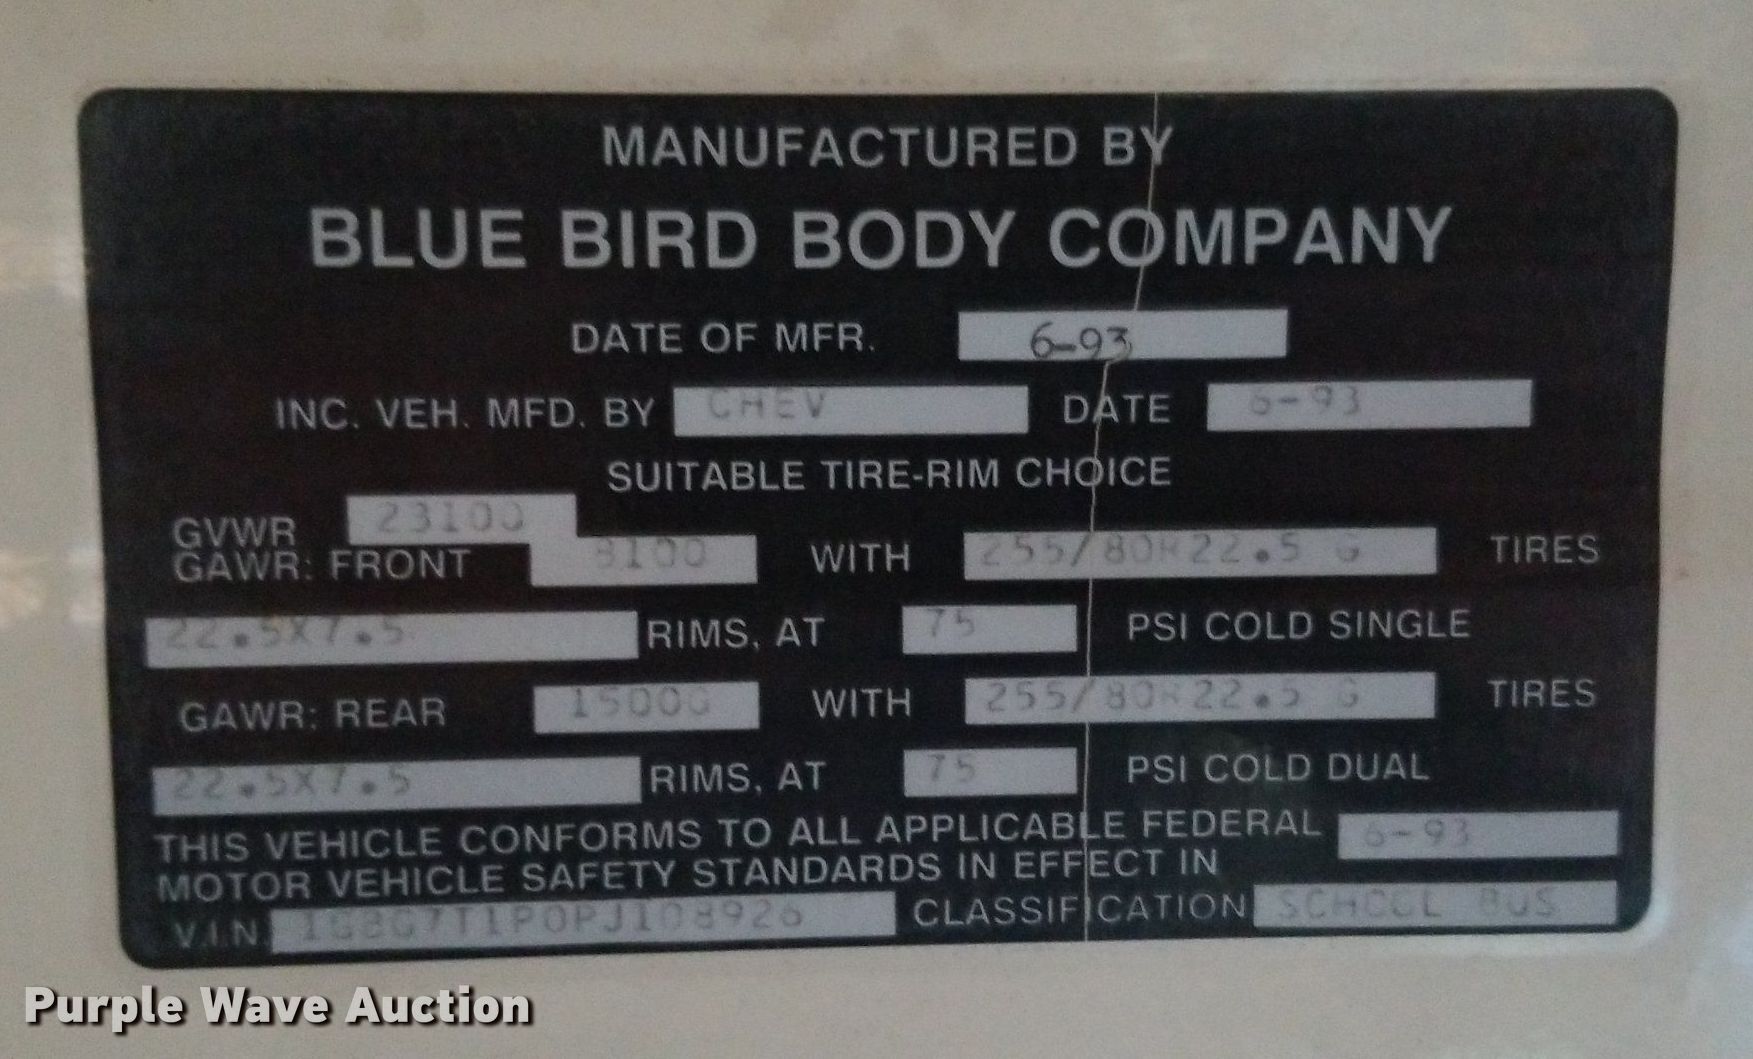 MANUFACTURED BY
BLUE BIRD BODY COMPANY
DATE OF MFR. 6-93
INC. VEH. MFD. BY CHEV DATE 6-93
SUITABLE TIRE-RIM CHOICE
GVWR 23100
GAWR: FRONT 8100 WITH 255/80R22.5 G TIRES
22.5X7.5 RIMS, AT 75 PSI COLD SINGLE
GAWR: REAR 15000 WITH 255/80R22.5 G TIRES
22.5X7.5 RIMS, AT 75 PSI COLD DUAL
THIS VEHICLE CONFORMS TO ALL APPLICABLE FEDERAL 6-93
MOTOR VEHICLE SAFETY STANDARDS IN EFFECT IN
V.I.N. 1GBG7T1P0PJ108926 CLASSIFICATION SCHOOL BUS
Purple Wave Auction